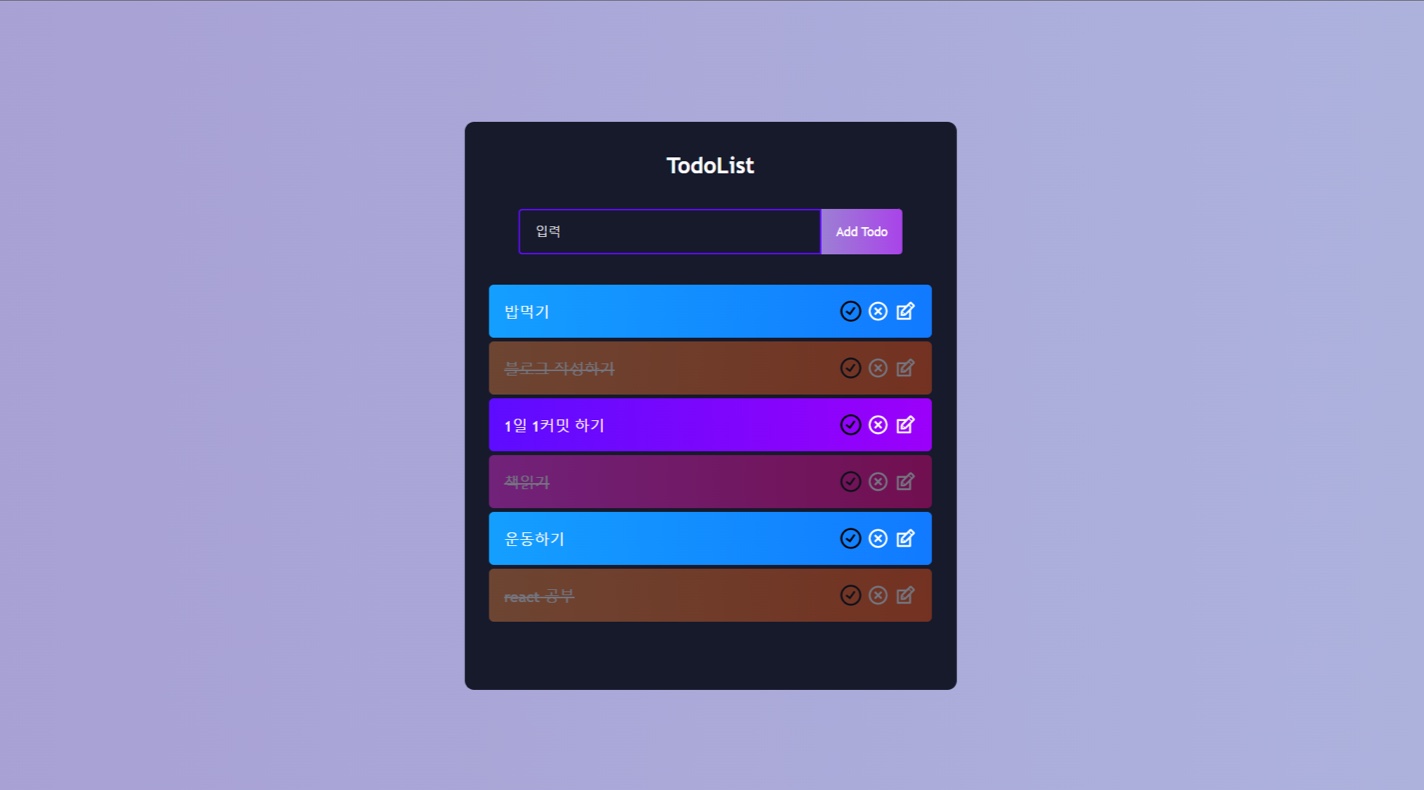 TodoList
입력
Add Todo
밥먹기
블로그 작성하기
1일 1커밋 하기
책읽기
운동하기
react 공부